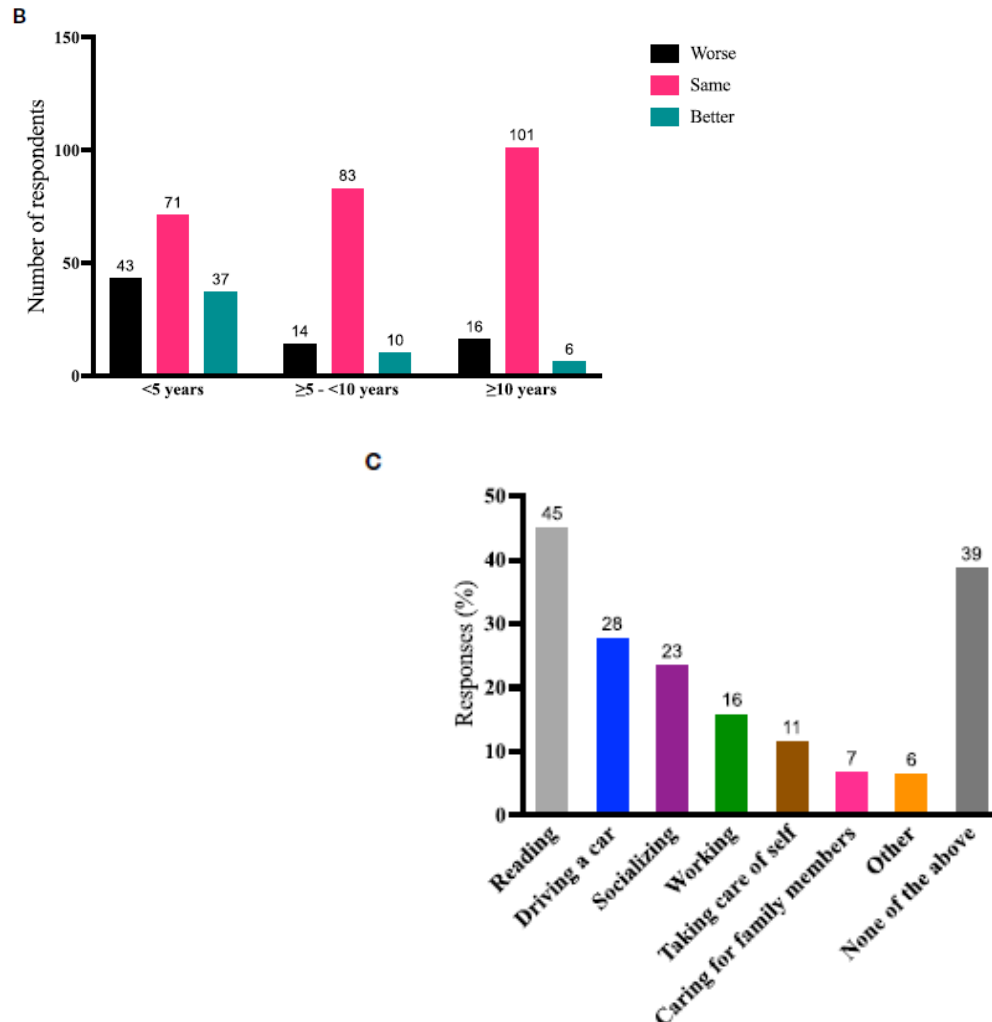 B
150
100
50
0
Number of respondents
Worse
Same
Better
43
71
37
14
83
10
16
101
6
<5 years
≥5 - <10 years
≥10 years
C
50
40
30
20
10
0
Responses (%)
45
28
23
16
11
7
6
39
Reading
Driving a car
Socializing
Working
Taking care of self
Caring for family members
Other
None of the above